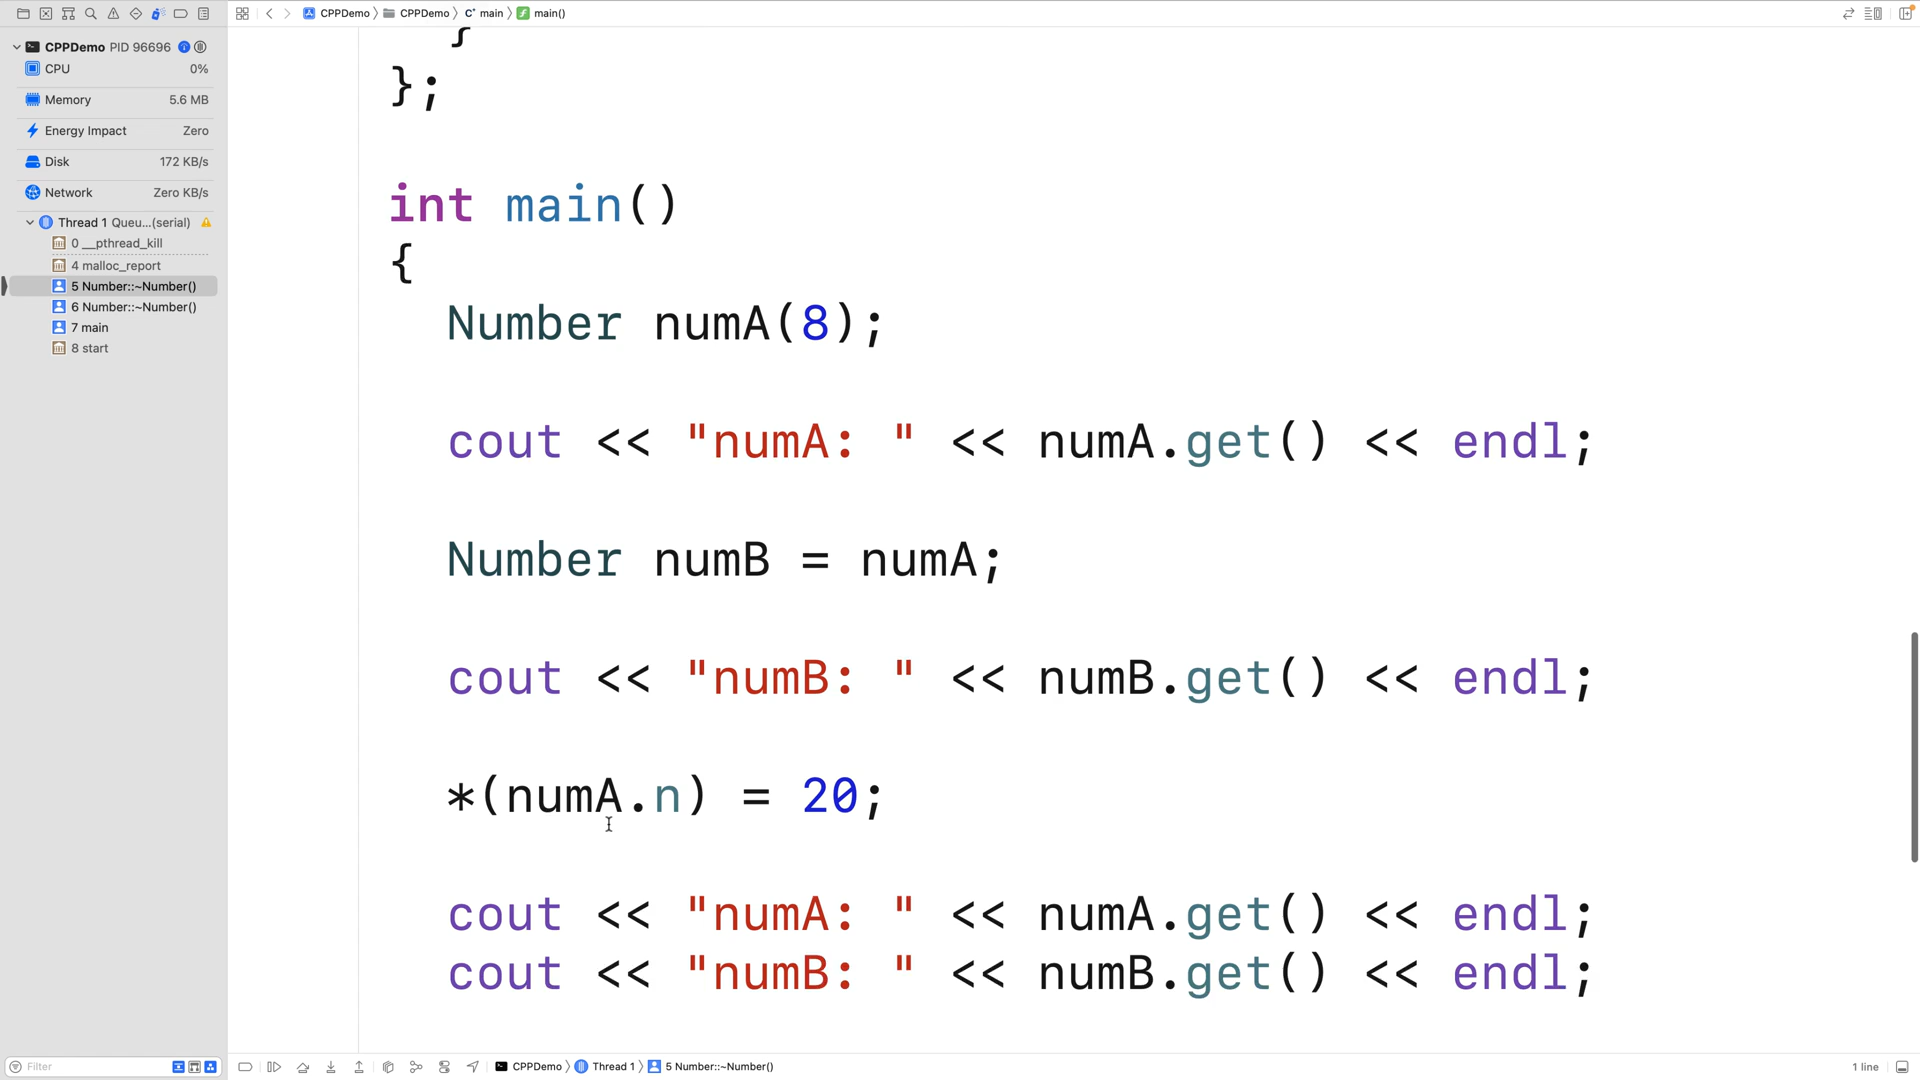 CPPDemo 〉 CPPDemo 〉 C⁺ main 〉 f main()
CPPDemo PID 96696
CPU 0%
Memory 5.6 MB
Energy Impact Zero
Disk 172 KB/s
Network Zero KB/s
Thread 1 Queu...(serial)
0 __pthread_kill
4 malloc_report
5 Number::~Number()
6 Number::~Number()
7 main
8 start
}
};
int main()
{
Number numA(8);
cout << "numA: " << numA.get() << endl;
Number numB = numA;
cout << "numB: " << numB.get() << endl;
*(numA.n) = 20;
cout << "numA: " << numA.get() << endl;
cout << "numB: " << numB.get() << endl;
Filter
CPPDemo 〉 Thread 1 〉 5 Number::~Number()
1 line